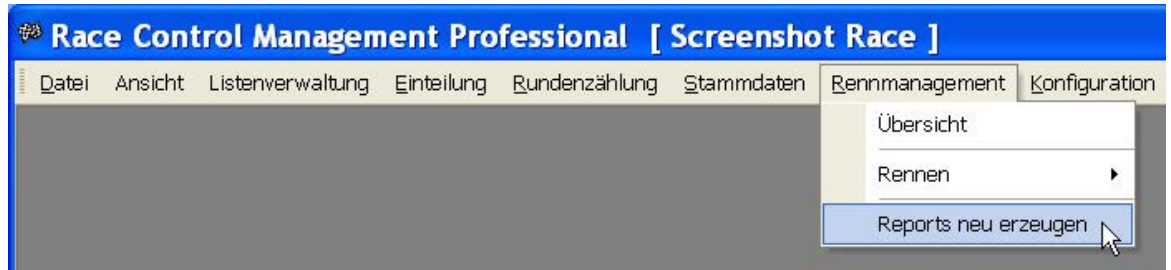 Race Control Management Professional [ Screenshot Race ]
Datei Ansicht Listenverwaltung Einteilung Rundenzählung Stammdaten Rennmanagement Konfiguration
Übersicht
Rennen
Reports neu erzeugen